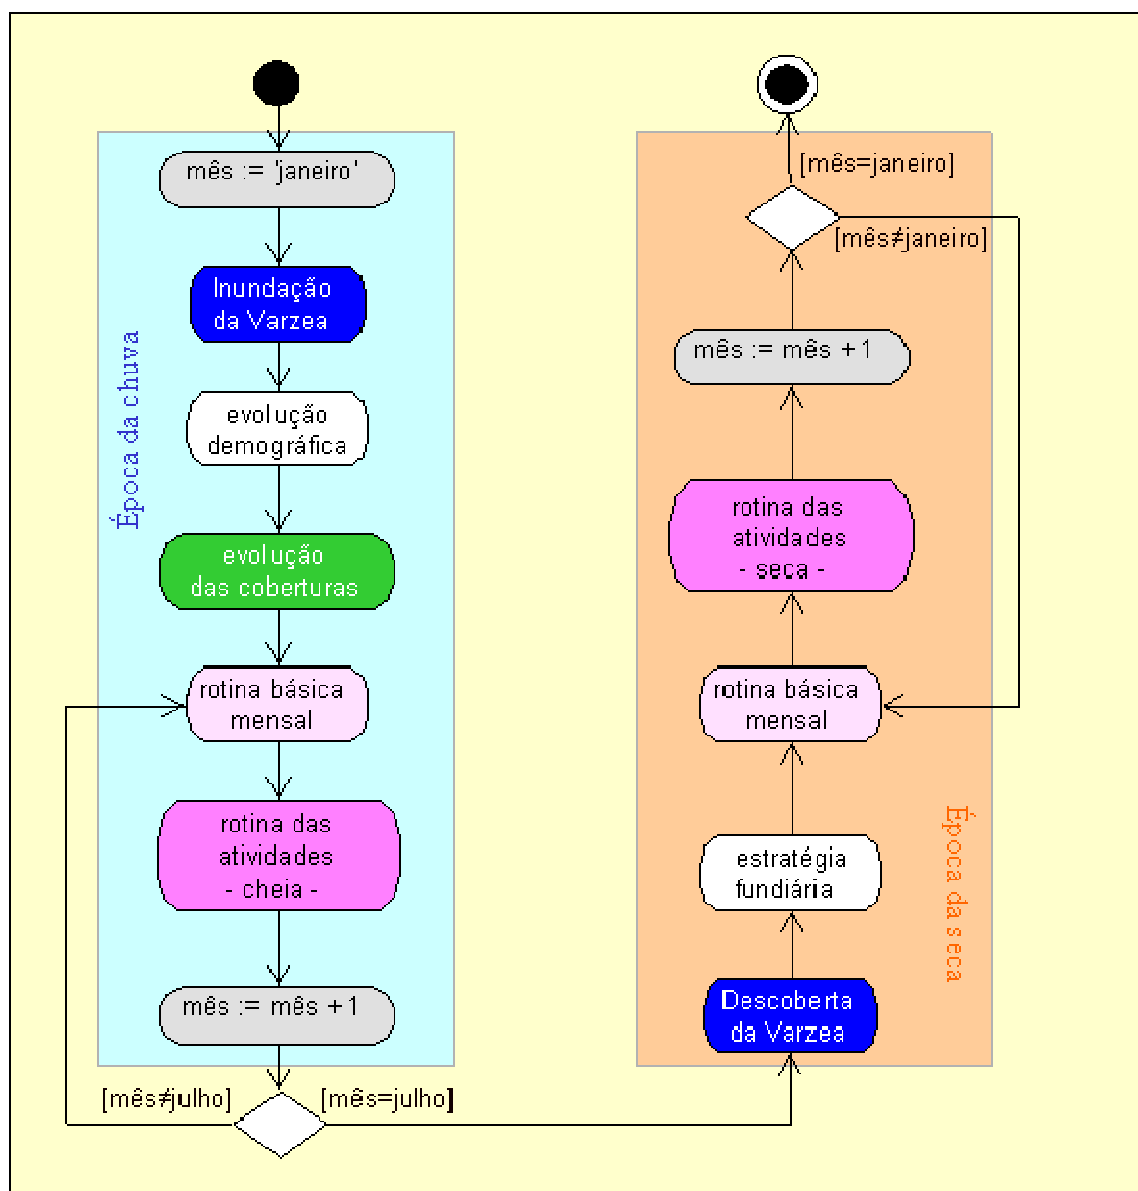 mês := 'janeiro'
Inundação
da Varzea
evolução
demográfica
evolução
das coberturas
rotina básica
mensal
rotina das
atividades
- cheia -
mês := mês + 1
[mês≠julho]
[mês=julho]
Época da chuva
Descoberta
da Varzea
estratégia
fundiária
rotina básica
mensal
rotina das
atividades
- seca -
mês := mês + 1
[mês≠janeiro]
[mês=janeiro]
Época da seca